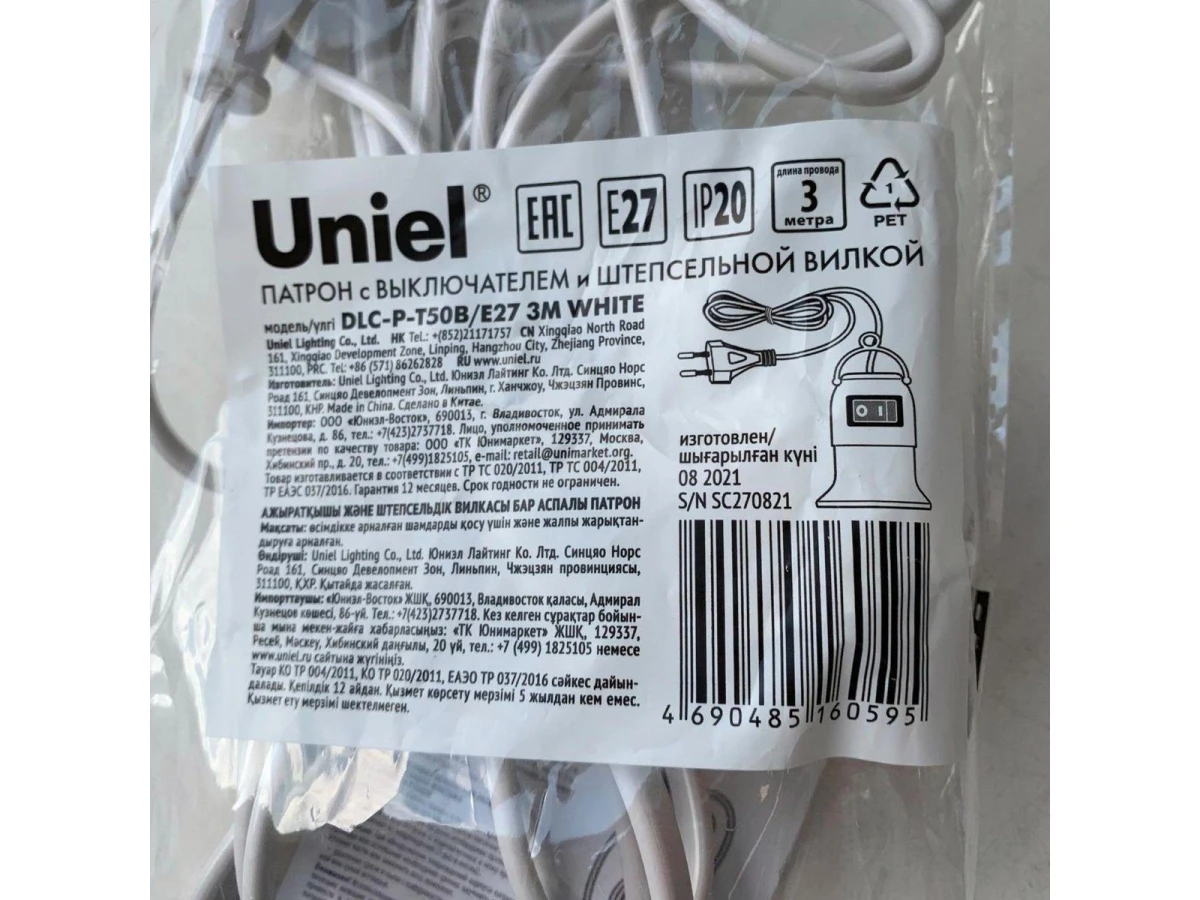 Uniel®
EAC
E27
IP20
длина провода
3
метра
1
PET
ПАТРОН с ВЫКЛЮЧАТЕЛЕМ и ШТЕПСЕЛЬНОЙ ВИЛКОЙ
модель/үлгі DLC-P-T50B/E27 3M WHITE
Uniel Lighting Co., Ltd. HK Tel.: +(852)21171757 CN Xingqiao North Road
161, Xingqiao Development Zone, Linping, Hangzhou City, Zhejiang Province,
311100, PRC. Tel: +86 (571) 86262828 RU www.uniel.ru
Изготовитель: Uniel Lighting Co., Ltd. Юниэл Лайтинг Ко. Лтд. Синцяо Норс
Роад 161, Синцяо Девелопмент Зон, Линьпин, г. Ханчжоу, Чжэцзян Провинс,
311100, КНР. Made in China. Сделано в Китае.
Импортер: ООО «Юниэл-Восток», 690013, г. Владивосток, ул. Адмирала
Кузнецова, д. 86, тел.: +7(423)2737718. Лицо, уполномоченное принимать
претензии по качеству товара: ООО «ТК Юнимаркет», 129337, Москва,
Хибинский пр., д. 20, тел.: +7(499)1825105, e-mail: retail@unimarket.org.
Товар изготавливается в соответствии с ТР ТС 020/2011, ТР ТС 004/2011,
ТР ЕАЭС 037/2016. Гарантия 12 месяцев. Срок годности не ограничен.
АЖЫРАТҚЫШЫ ЖӘНЕ ШТЕПСЕЛЬДІК ВИЛКАСЫ БАР АСПАЛЫ ПАТРОН
Мақсаты: өсімдікке арналған шамдарды қосу үшін және жалпы жарықтан-
дыруға арналған.
Өндіруші: Uniel Lighting Co., Ltd. Юниэл Лайтинг Ко. Лтд. Синцяо Норс
Роад 161, Синцяо Девелопмент Зон, Линьпин, Чжэцзян провинциясы,
311100, ҚХР. Қытайда жасалған.
Импорттаушы: «Юниэл-Восток» ЖШҚ, 690013, Владивосток қаласы, Адмирал
Кузнецов көшесі, 86-үй. Тел.: +7(423)2737718. Кез келген сұрақтар бойын-
ша мына мекен-жайға хабарласыңыз: «ТК Юнимаркет» ЖШҚ, 129337,
Ресей, Мәскеу, Хибинский даңғылы, 20 үй, тел.: +7 (499) 1825105 немесе
www.uniel.ru сайтына жүгініңіз.
Тауар КО ТР 004/2011, КО ТР 020/2011, ЕАЭО ТР 037/2016 сәйкес дайын-
далады. Кепілдік 12 айдан. Қызмет көрсету мерзімі 5 жылдан кем емес.
Қызмет ету мерзімі шектелмеген.
O I
изготовлен/
шығарылған күні
08 2021
S/N SC270821
4 690485 160595